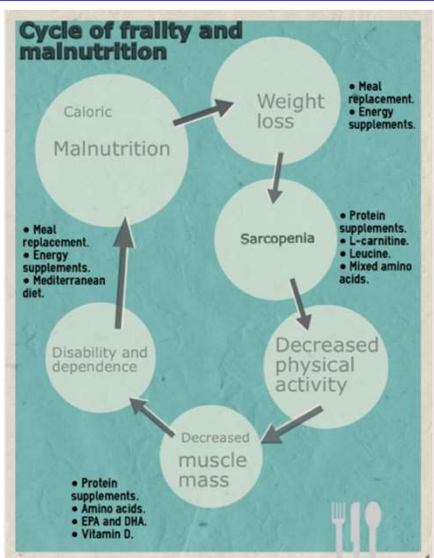 Cycle of frailty and
malnutrition
Caloric
Malnutrition
Weight
loss
• Meal
replacement.
• Energy
supplements.
Sarcopenia
• Protein
supplements.
• L-carnitine.
• Leucine.
• Mixed amino
acids.
Decreased
physical
activity
Decreased
muscle
mass
• Protein
supplements.
• Amino acids.
• EPA and DHA.
• Vitamin D.
Disability and
dependence
• Meal
replacement.
• Energy
supplements.
• Mediterranean
diet.